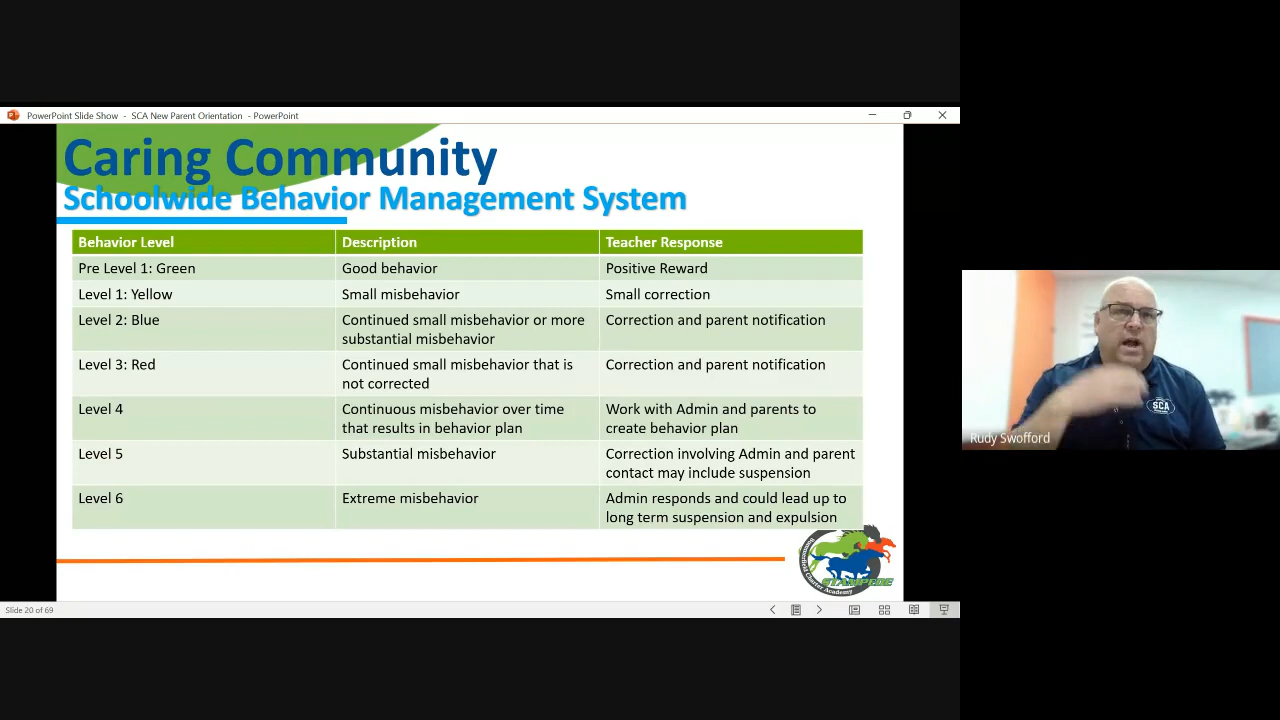 PowerPoint Slide Show - SCA New Parent Orientation - PowerPoint
Caring Community
Schoolwide Behavior Management System
Behavior Level Description Teacher Response
Pre Level 1: Green Good behavior Positive Reward
Level 1: Yellow Small misbehavior Small correction
Level 2: Blue Continued small misbehavior or more Correction and parent notification
substantial misbehavior
Level 3: Red Continued small misbehavior that is Correction and parent notification
not corrected
Level 4 Continuous misbehavior over time Work with Admin and parents to
that results in behavior plan create behavior plan
Level 5 Substantial misbehavior Correction involving Admin and parent
contact may include suspension
Level 6 Extreme misbehavior Admin responds and could lead up to
long term suspension and expulsion
STAMPEDE
Charter Academy
SCA
Rudy Swofford
Slide 20 of 69